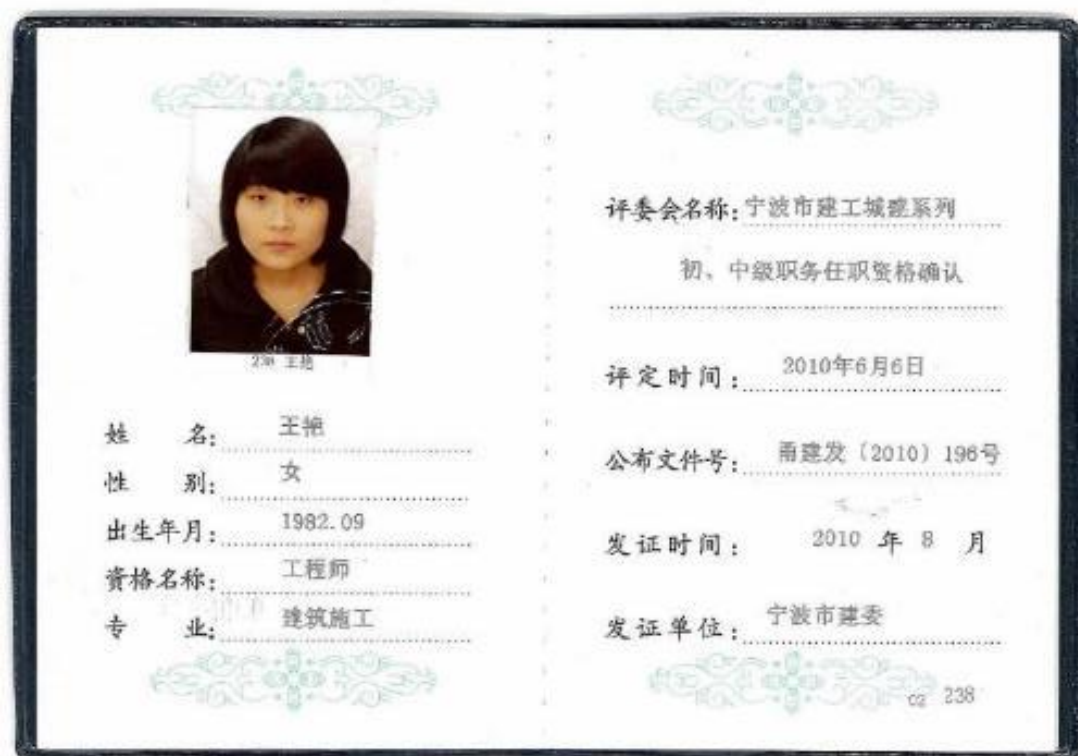 238 王艳
姓 名: 王艳
性 别: 女
出生年月: 1982.09
资格名称: 工程师
专 业: 建筑施工
评委会名称: 宁波市建工城建系列
初、中级职务任职资格确认
评定时间: 2010年6月6日
公布文件号: 甬建发〔2010〕196号
发证时间: 2010 年 8 月
发证单位: 宁波市建委
02 238